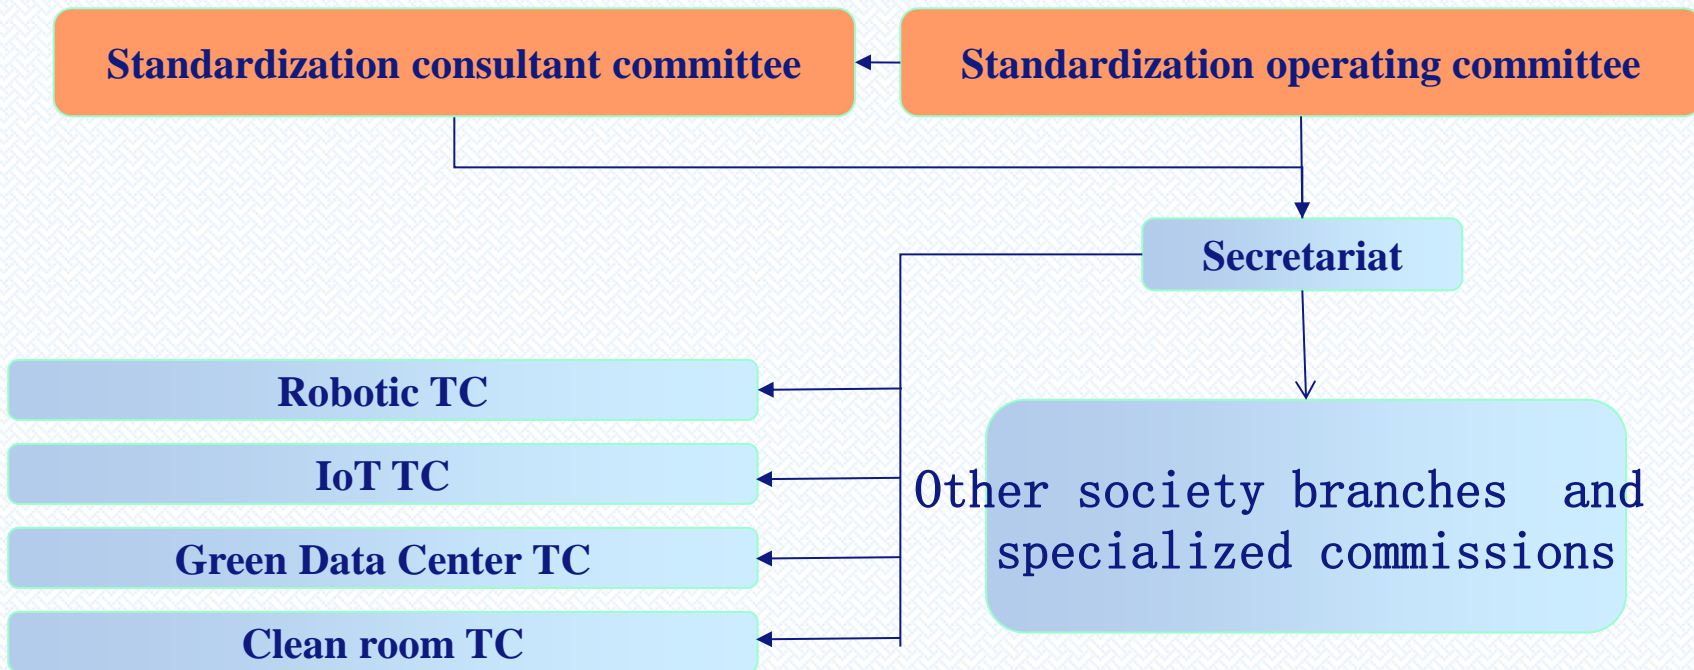 Standardization consultant committee
Standardization operating committee
Secretariat
Robotic TC
IoT TC
Green Data Center TC
Clean room TC
Other society branches and
specialized commissions